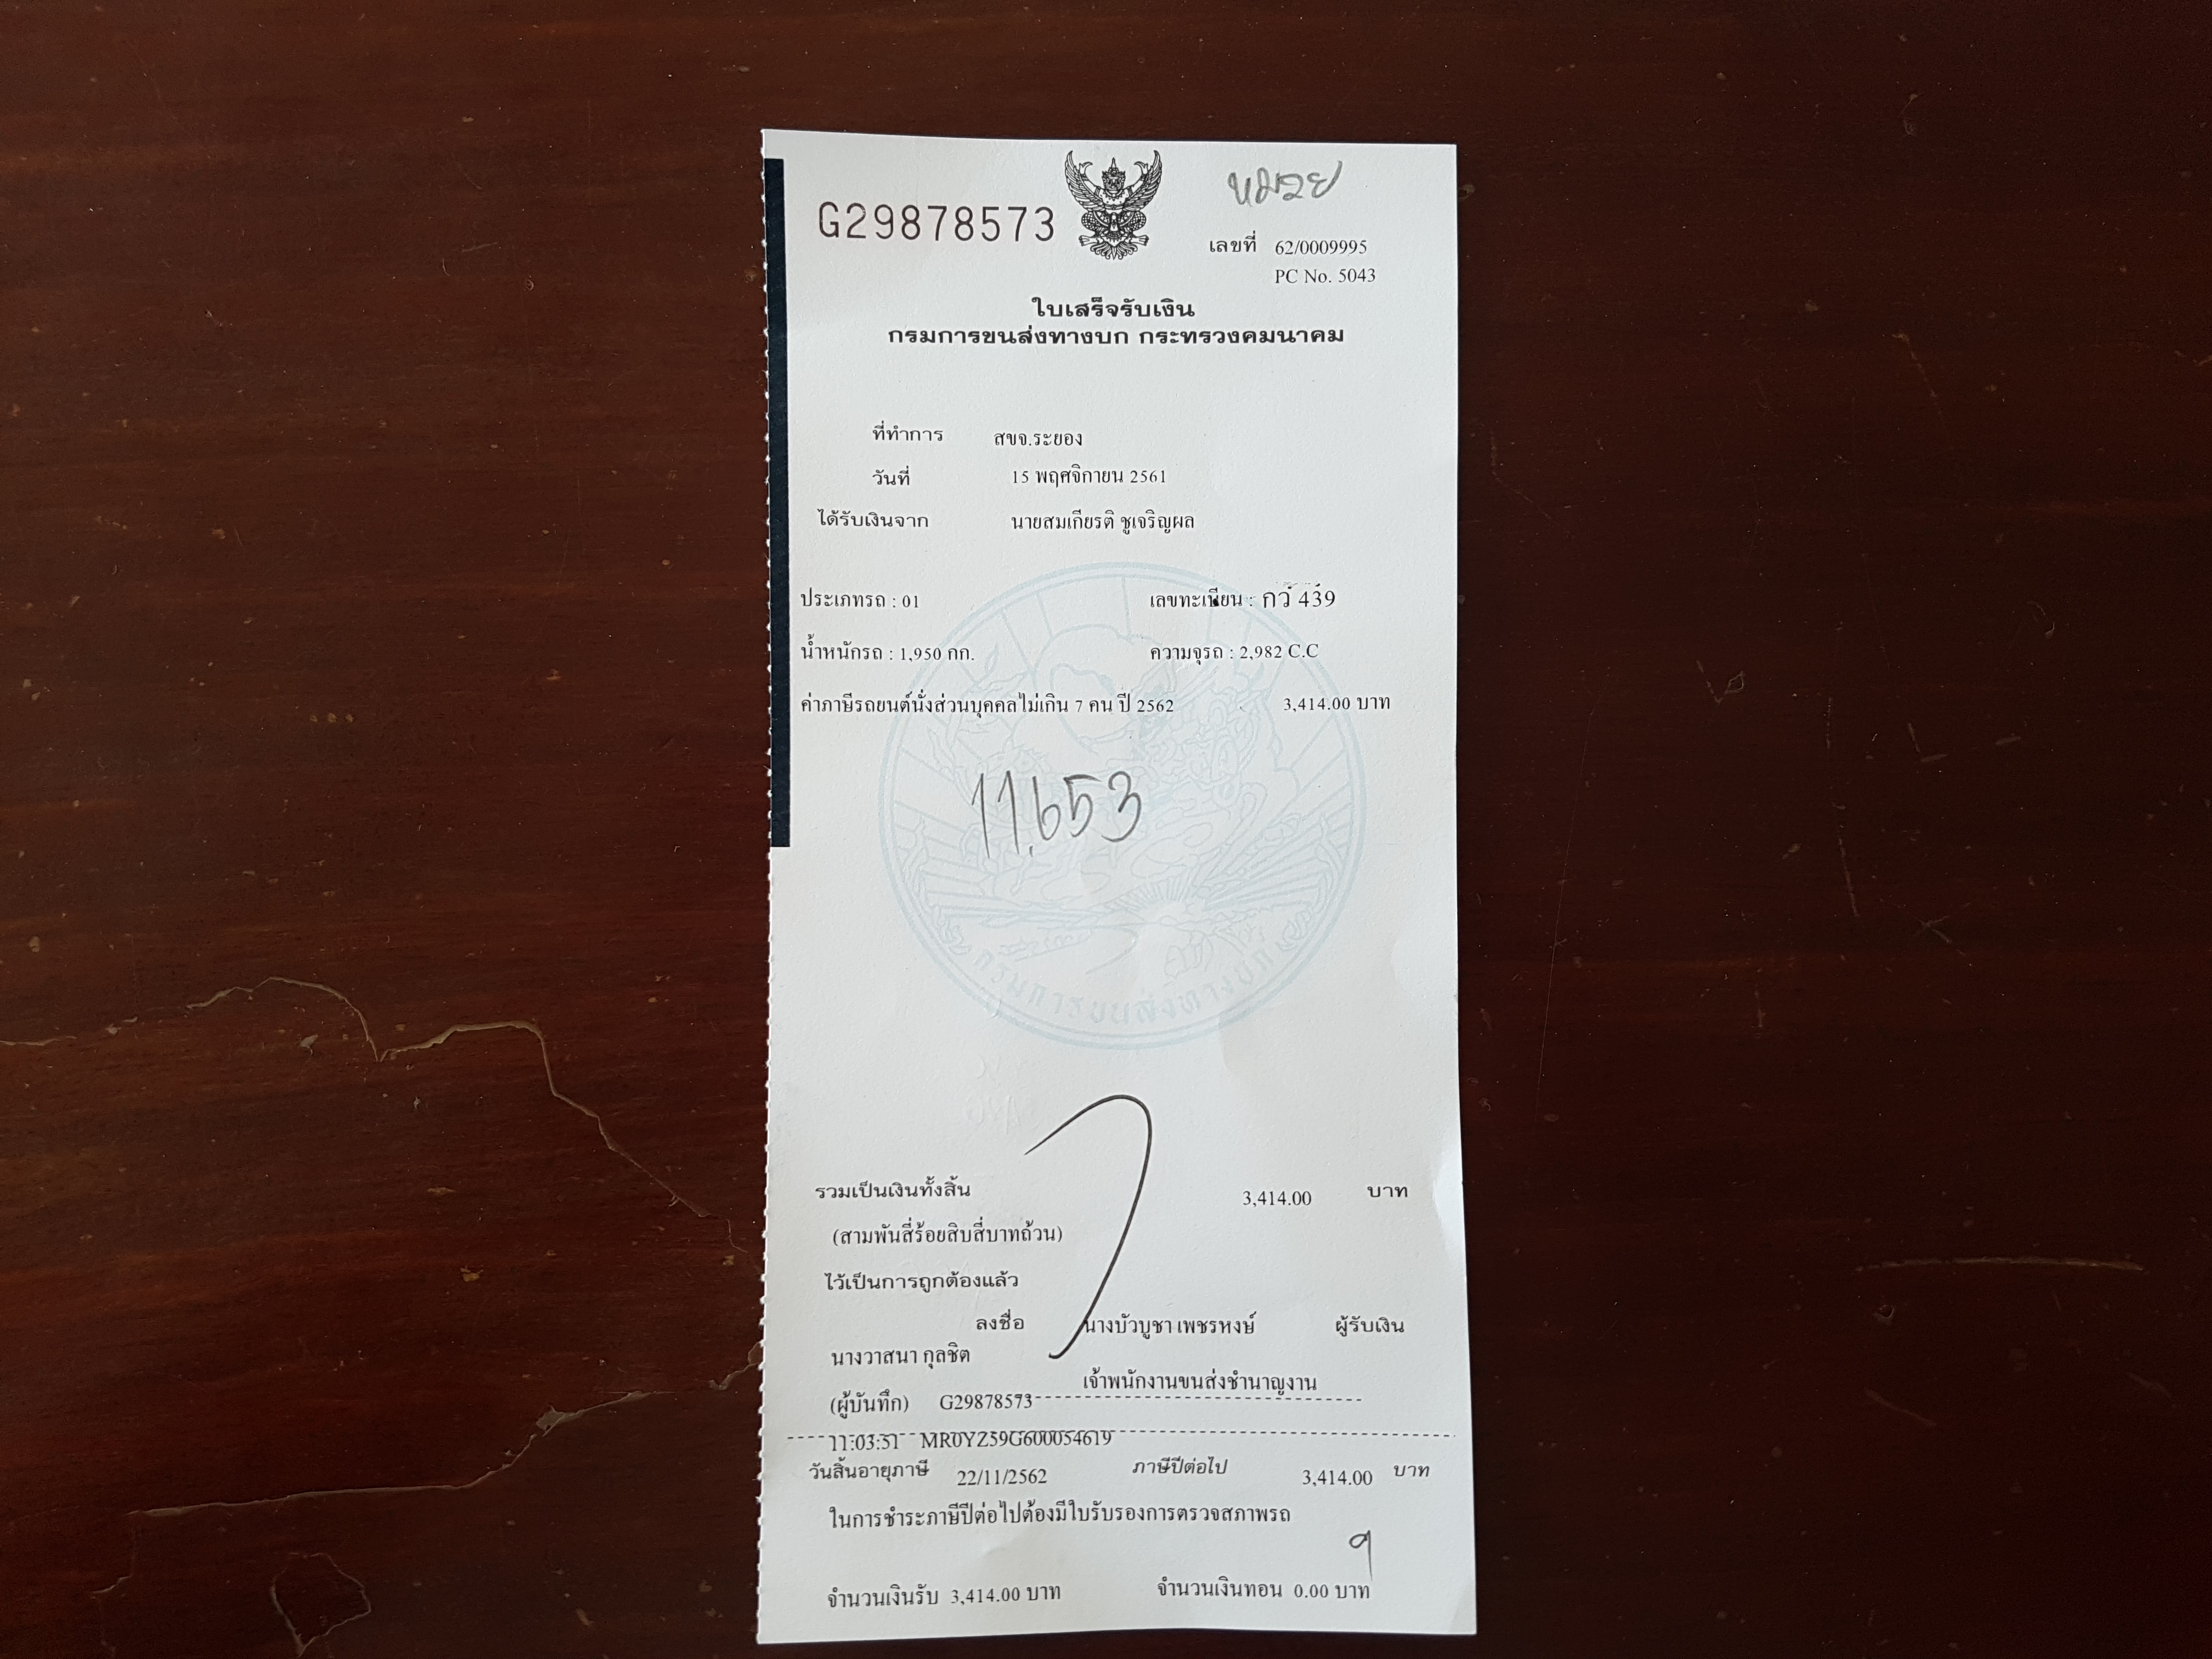 หมวย
G29878573
เลขที่ 62/0009995
PC No. 5043
ใบเสร็จรับเงิน
กรมการขนส่งทางบก กระทรวงคมนาคม
ที่ทำการ สขจ.ระยอง
วันที่ 15 พฤศจิกายน 2561
ได้รับเงินจาก นายสมเกียรติ ชูเจริญผล
ประเภทรถ : 01 เลขทะเบียน : กว 439
น้ำหนักรถ : 1,950 กก. ความจุรถ : 2,982 C.C
ค่าภาษีรถยนต์นั่งส่วนบุคคลไม่เกิน 7 คน ปี 2562 3,414.00 บาท
11,653
กรมการขนส่งทางบก
รวมเป็นเงินทั้งสิ้น 3,414.00 บาท
(สามพันสี่ร้อยสิบสี่บาทถ้วน)
ไว้เป็นการถูกต้องแล้ว
ลงชื่อ นางบัวบูชา เพชรหงษ์ ผู้รับเงิน
นางวาสนา กุลชิต
เจ้าพนักงานขนส่งชำนาญงาน
(ผู้บันทึก) G29878573
11:03:51 MR0YZ59G600054619
วันสิ้นอายุภาษี 22/11/2562 ภาษีปีต่อไป 3,414.00 บาท
ในการชำระภาษีปีต่อไปต้องมีใบรับรองการตรวจสภาพรถ
จำนวนเงินรับ 3,414.00 บาท จำนวนเงินทอน 0.00 บาท